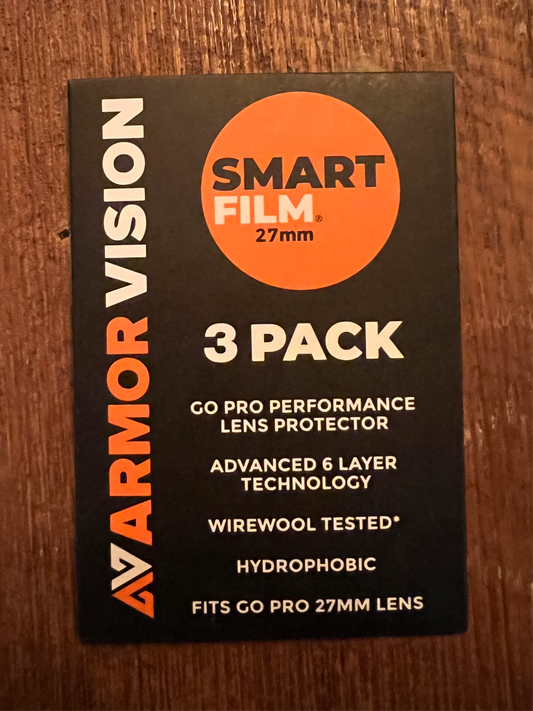 ARMOR VISION
SMART
FILM®
27mm
3 PACK
GO PRO PERFORMANCE
LENS PROTECTOR
ADVANCED 6 LAYER
TECHNOLOGY
WIREWOOL TESTED*
HYDROPHOBIC
FITS GO PRO 27MM LENS